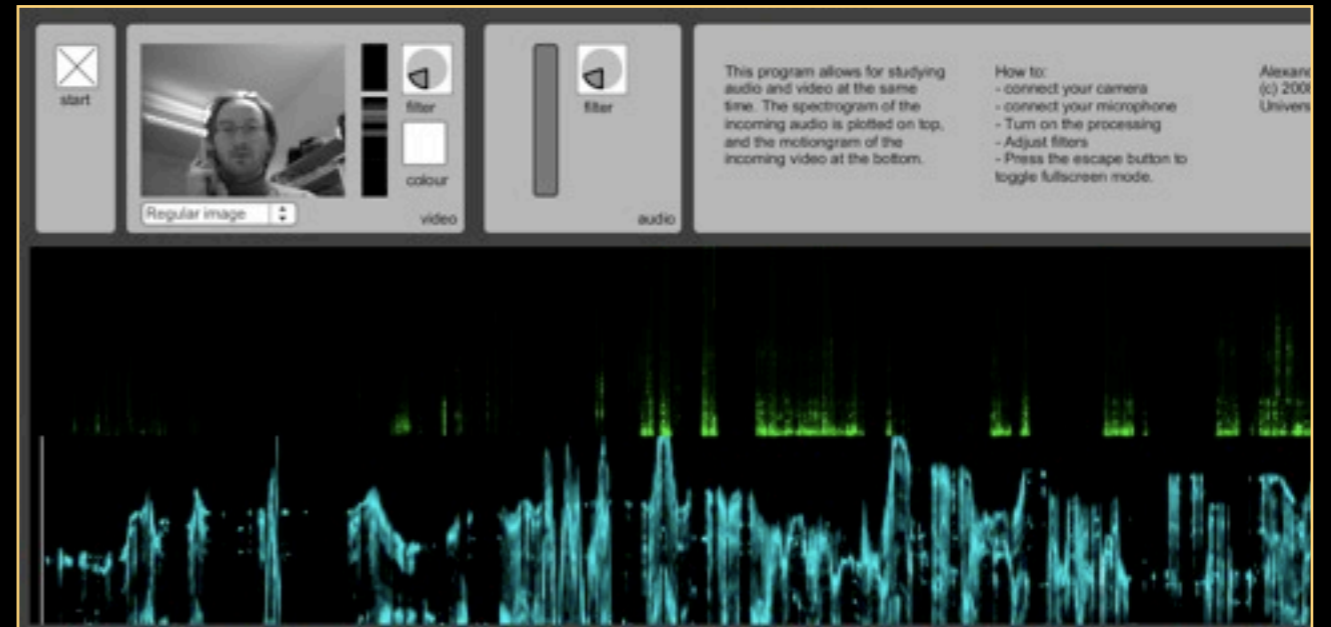 start
filter
colour
Regular image
video
filter
audio
This program allows for studying
audio and video at the same
time. The spectrogram of the
incoming audio is plotted on top,
and the motiongram of the
incoming video at the bottom.
How to:
- connect your camera
- connect your microphone
- Turn on the processing
- Adjust filters
- Press the escape button to
toggle fullscreen mode.
(c)